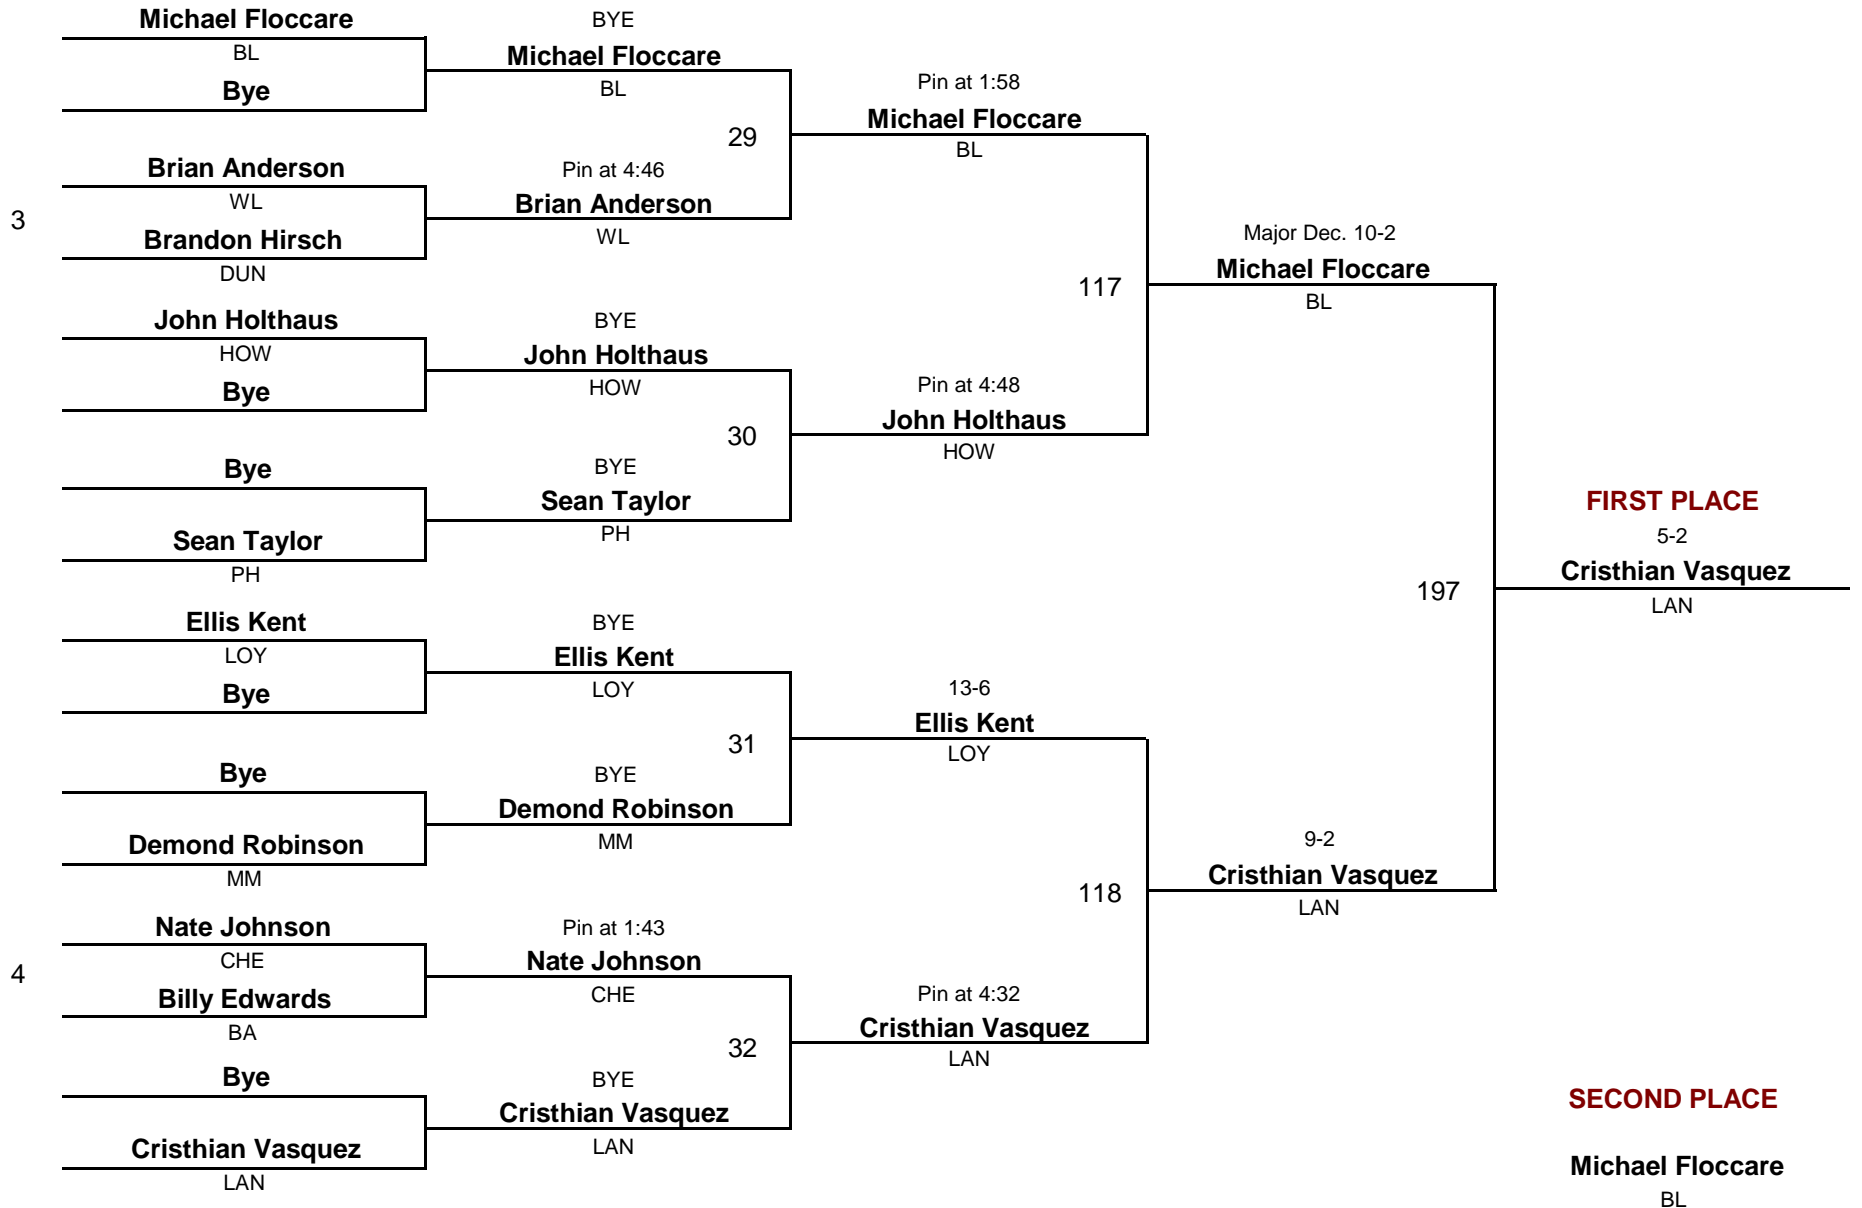 Michael Floccare
BL
Bye
3
Brian Anderson
WL
Brandon Hirsch
DUN
John Holthaus
HOW
Bye
Bye
Sean Taylor
PH
Ellis Kent
LOY
Bye
Bye
Demond Robinson
MM
4
Nate Johnson
CHE
Billy Edwards
BA
Bye
Cristhian Vasquez
LAN
BYE
Michael Floccare
BL
29
Pin at 4:46
Brian Anderson
WL
BYE
John Holthaus
HOW
30
BYE
Sean Taylor
PH
BYE
Ellis Kent
LOY
31
BYE
Demond Robinson
MM
Pin at 1:43
Nate Johnson
CHE
32
BYE
Cristhian Vasquez
LAN
Pin at 1:58
Michael Floccare
BL
117
Pin at 4:48
John Holthaus
HOW
13-6
Ellis Kent
LOY
118
Pin at 4:32
Cristhian Vasquez
LAN
Major Dec. 10-2
Michael Floccare
BL
197
9-2
Cristhian Vasquez
LAN
FIRST PLACE
5-2
Cristhian Vasquez
LAN
SECOND PLACE
Michael Floccare
BL